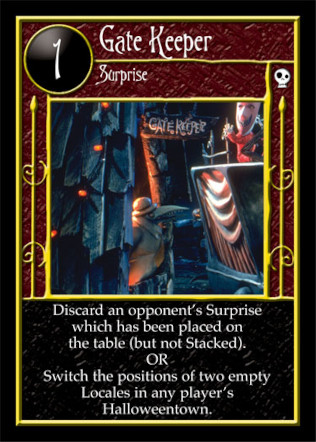 1
Gate Keeper
Surprise
GATE KEEPER
Discard an opponent's Surprise
which has been placed on
the table (but not Stacked).
OR
Switch the positions of two empty
Locales in any player's
Halloweentown.